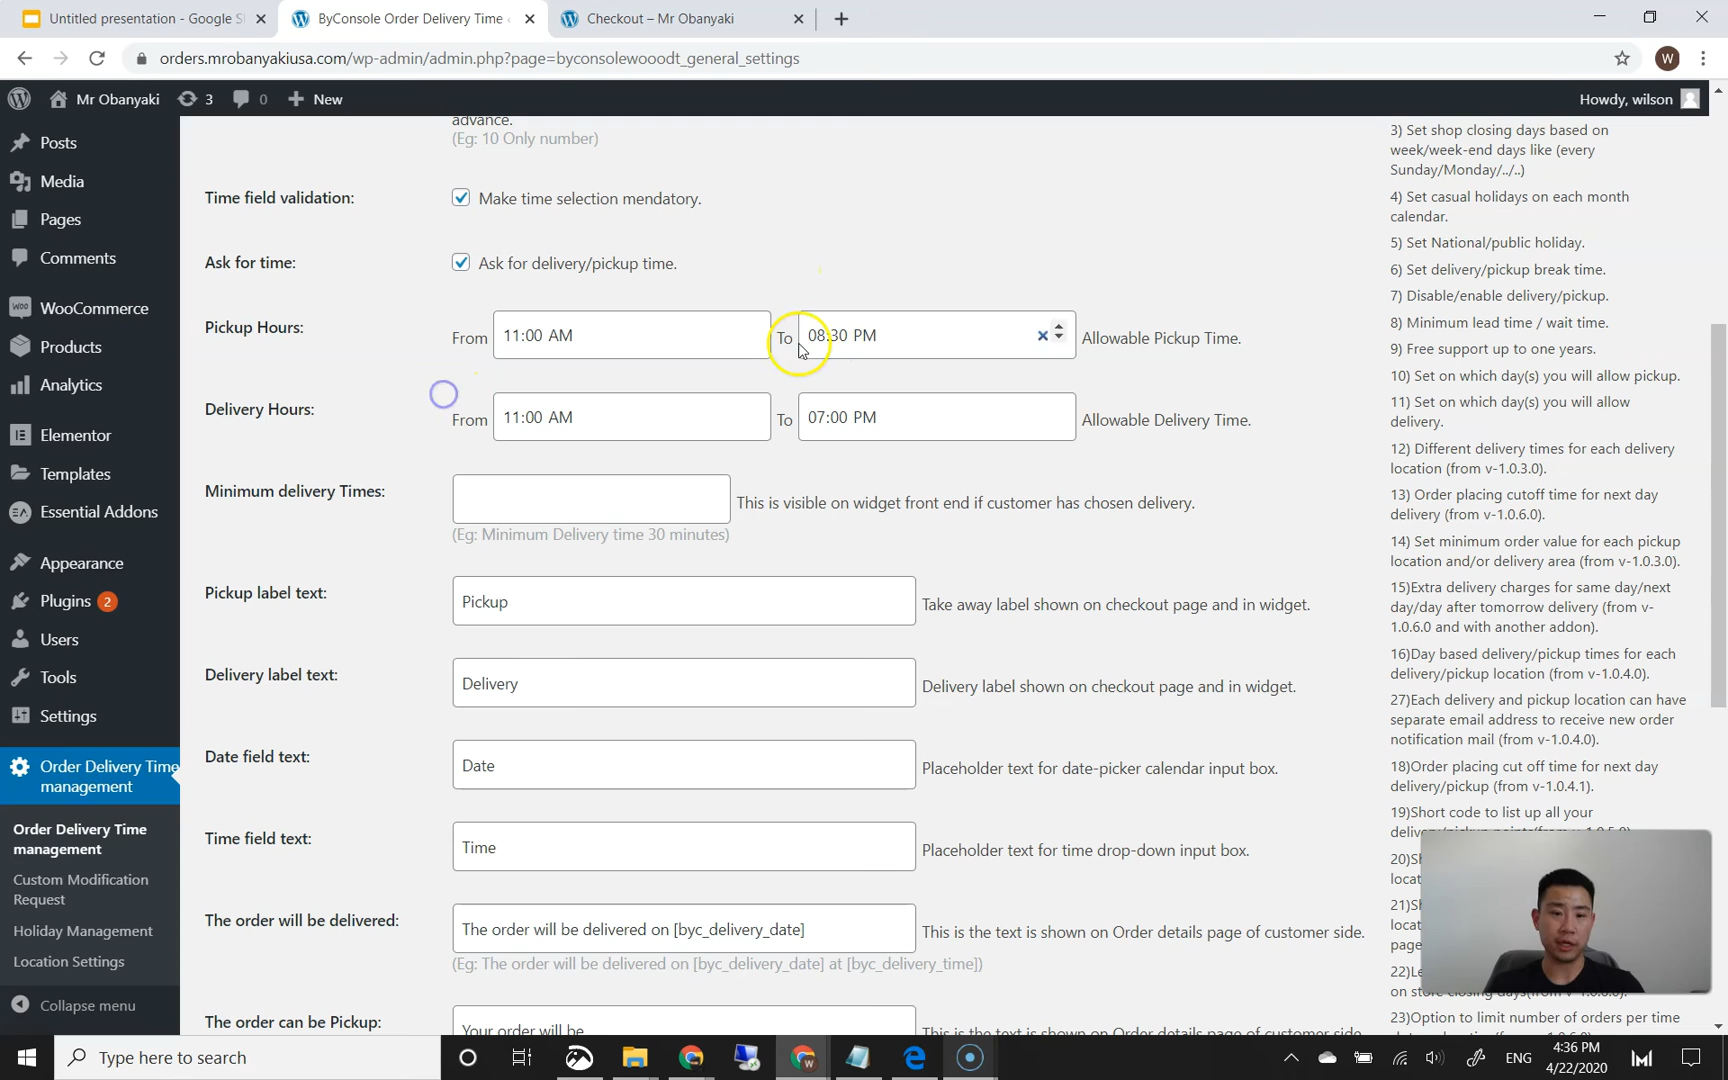 Untitled presentation - Google S
ByConsole Order Delivery Time
Checkout – Mr Obanyaki
orders.mrobanyakiusa.com/wp-admin/admin.php?page=byconsolewooodt_general_settings
W
Mr Obanyaki
3
0
New
Howdy, wilson
Posts
Media
Pages
Comments
WooCommerce
Products
Analytics
Elementor
Templates
Essential Addons
Appearance
Plugins 2
Users
Tools
Settings
Order Delivery Time
management
Order Delivery Time
management
Custom Modification
Request
Holiday Management
Location Settings
Collapse menu
advance.
(Eg: 10 Only number)
Time field validation:
Make time selection mendatory.
Ask for time:
Ask for delivery/pickup time.
Pickup Hours:
From 11:00 AM To 08:30 PM Allowable Pickup Time.
Delivery Hours:
From 11:00 AM To 07:00 PM Allowable Delivery Time.
Minimum delivery Times:
This is visible on widget front end if customer has chosen delivery.
(Eg: Minimum Delivery time 30 minutes)
Pickup label text:
Pickup
Take away label shown on checkout page and in widget.
Delivery label text:
Delivery
Delivery label shown on checkout page and in widget.
Date field text:
Date
Placeholder text for date-picker calendar input box.
Time field text:
Time
Placeholder text for time drop-down input box.
The order will be delivered:
The order will be delivered on [byc_delivery_date]
This is the text is shown on Order details page of customer side.
(Eg: The order will be delivered on [byc_delivery_date] at [byc_delivery_time])
The order can be Pickup:
Your order will be
This is the text is shown on Order details page of customer side.
3) Set shop closing days based on
week/week-end days like (every
Sunday/Monday/../..)
4) Set casual holidays on each month
calendar.
5) Set National/public holiday.
6) Set delivery/pickup break time.
7) Disable/enable delivery/pickup.
8) Minimum lead time / wait time.
9) Free support up to one years.
10) Set on which day(s) you will allow pickup.
11) Set on which day(s) you will allow
delivery.
12) Different delivery times for each delivery
location (from v-1.0.3.0).
13) Order placing cutoff time for next day
delivery (from v-1.0.6.0).
14) Set minimum order value for each pickup
location and/or delivery area (from v-1.0.3.0).
15)Extra delivery charges for same day/next
day/day after tomorrow delivery (from v-
1.0.6.0 and with another addon).
16)Day based delivery/pickup times for each
delivery/pickup location (from v-1.0.4.0).
27)Each delivery and pickup location can have
separate email address to receive new order
notification mail (from v-1.0.4.0).
18)Order placing cut off time for next day
delivery/pickup (from v-1.0.4.1).
19)Short code to list up all your
20)S
locat
21)S
locat
page
22)Le
on st
23)Option to limit number of orders per time
Type here to search
ENG
4:36 PM
4/22/2020